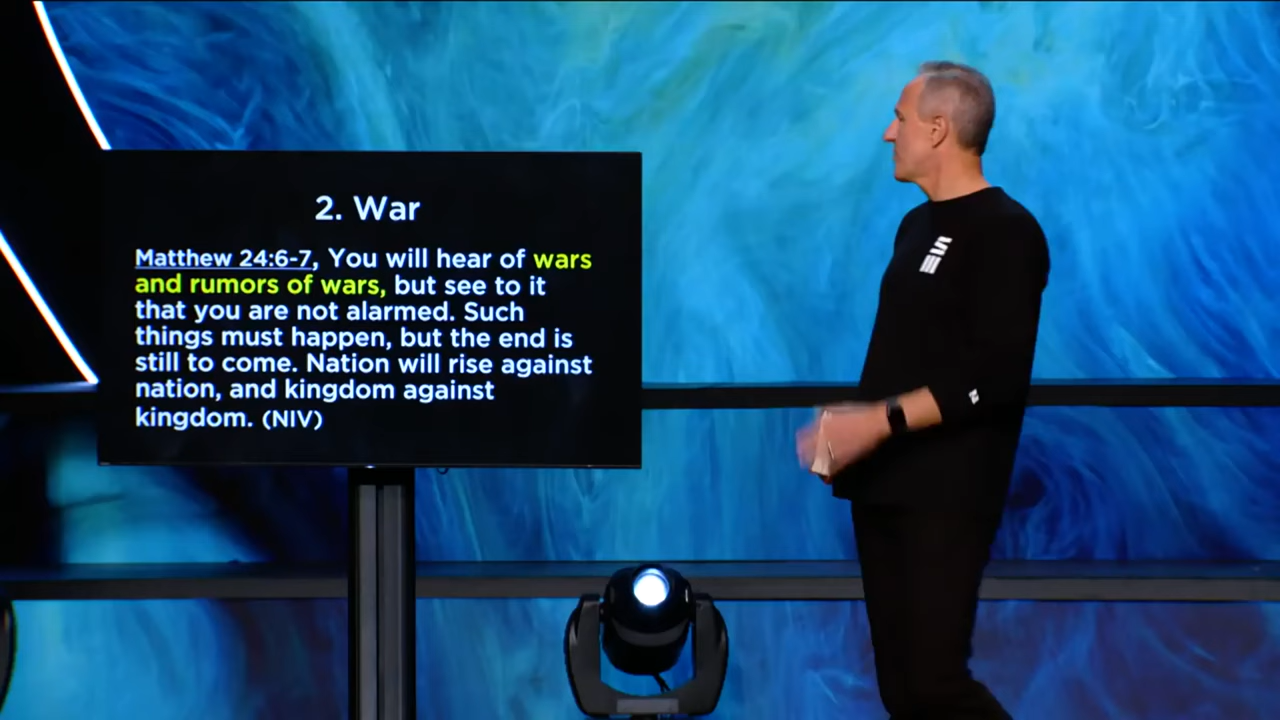 2. War
Matthew 24:6-7, You will hear of wars
and rumors of wars, but see to it
that you are not alarmed. Such
things must happen, but the end is
still to come. Nation will rise against
nation, and kingdom against
kingdom. (NIV)